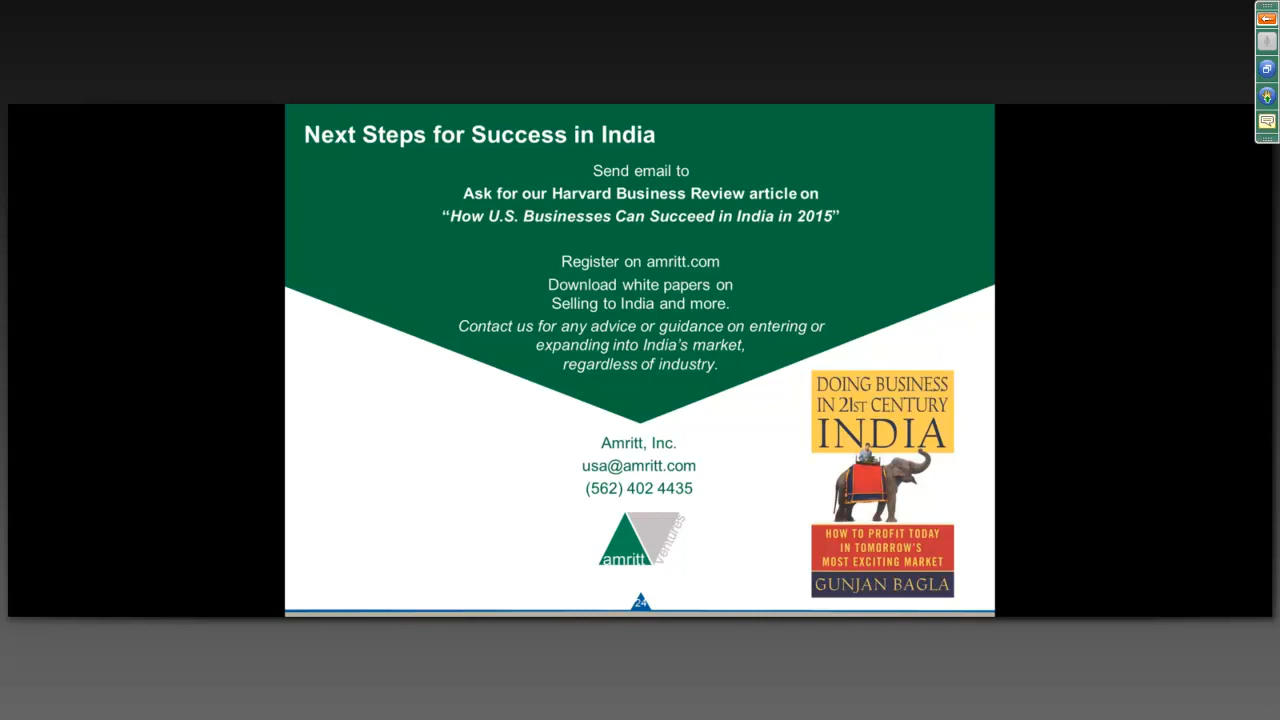 Next Steps for Success in India
Send email to
Ask for our Harvard Business Review article on
“How U.S. Businesses Can Succeed in India in 2015”
Register on amritt.com
Download white papers on
Selling to India and more.
Contact us for any advice or guidance on entering or
expanding into India’s market,
regardless of industry.
Amritt, Inc.
usa@amritt.com
(562) 402 4435
amritt
ventures
DOING BUSINESS
IN 21ST CENTURY
INDIA
HOW TO PROFIT TODAY
IN TOMORROW'S
MOST EXCITING MARKET
GUNJAN BAGLA
24